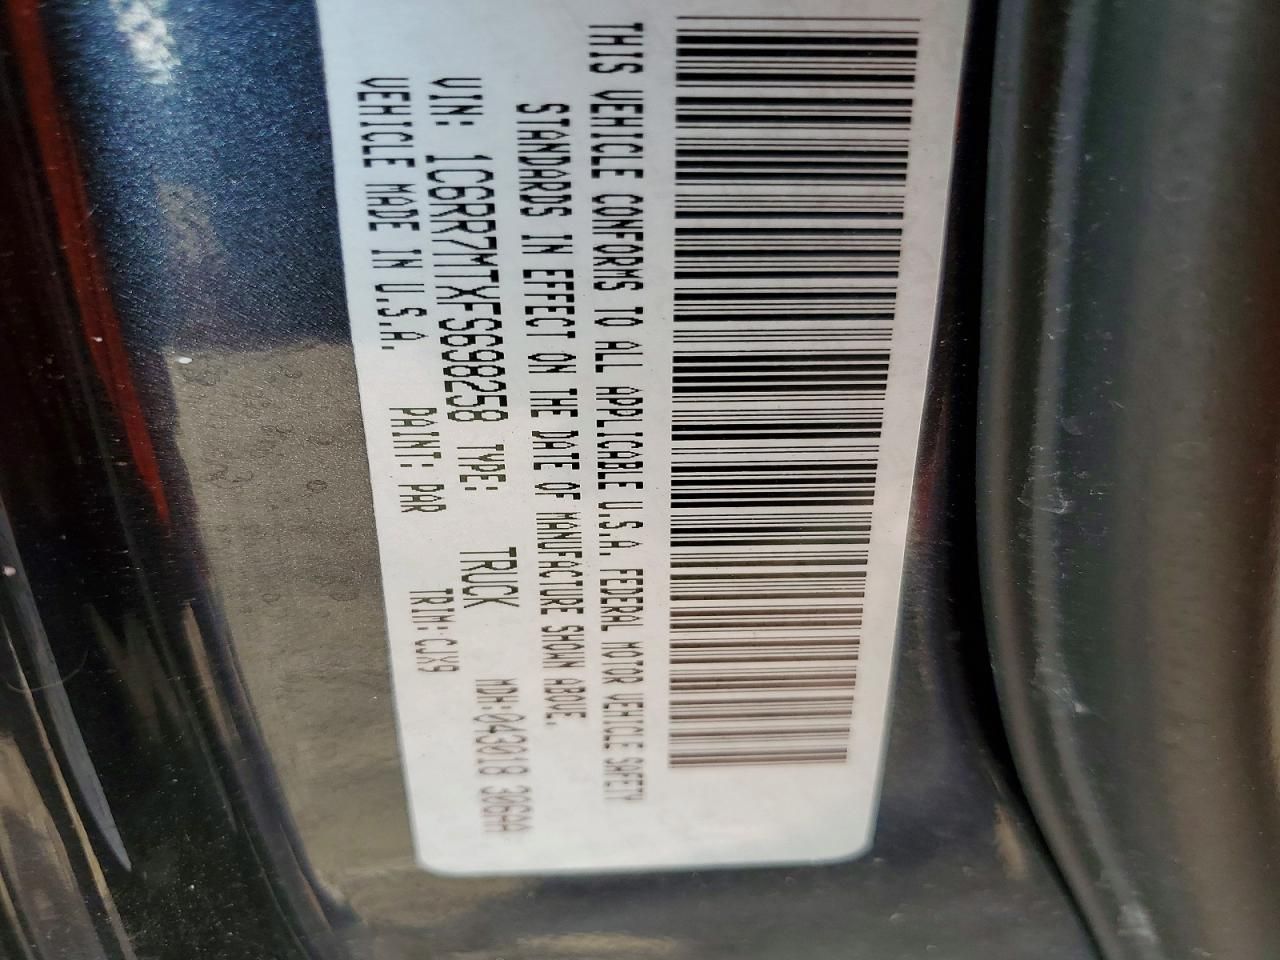 THIS VEHICLE CONFORMS TO ALL APPLICABLE U.S.A. FEDERAL MOTOR VEHICLE SAFETY
STANDARDS IN EFFECT ON THE DATE OF MANUFACTURE SHOWN ABOVE.
VIN: 1C6RR7MTXFS698258 TYPE: TRUCK MDH:043018 306AA
VEHICLE MADE IN U.S.A. PAINT: PAR TRIM:CJX9